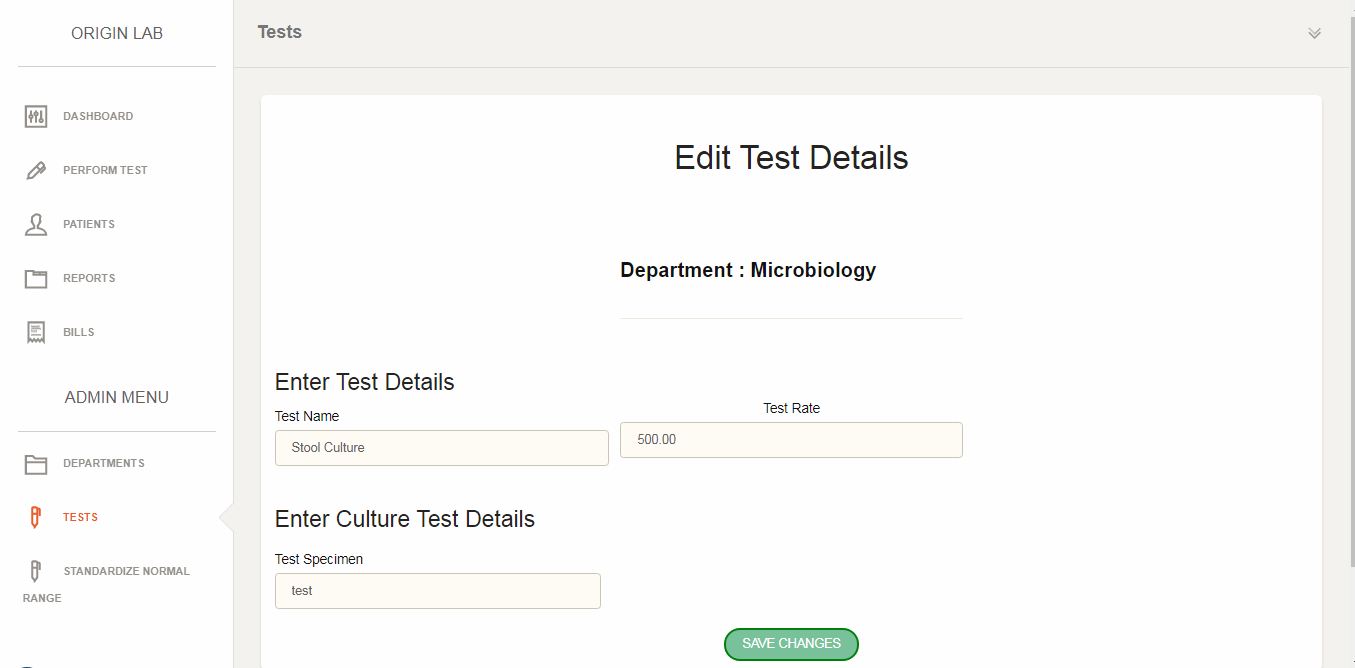 ORIGIN LAB
DASHBOARD
PERFORM TEST
PATIENTS
REPORTS
BILLS
ADMIN MENU
DEPARTMENTS
TESTS
STANDARDIZE NORMAL
RANGE
Tests
Edit Test Details
Department : Microbiology
Enter Test Details
Test Name
Stool Culture
Test Rate
500.00
Enter Culture Test Details
Test Specimen
test
SAVE CHANGES